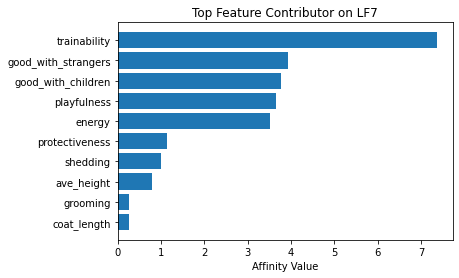 Top Feature Contributor on LF7
trainability
good_with_strangers
good_with_children
playfulness
energy
protectiveness
shedding
ave_height
grooming
coat_length
0 1 2 3 4 5 6 7
Affinity Value